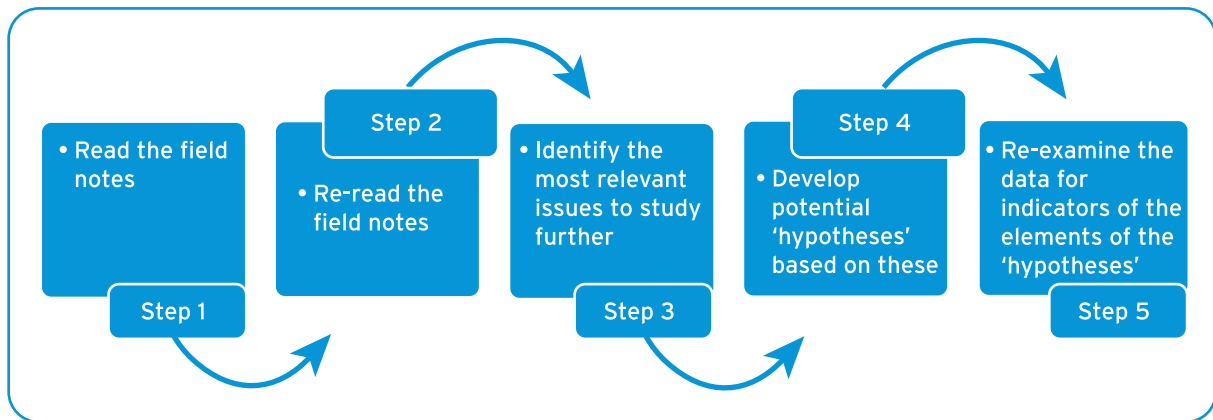 • Read the field
notes
Step 1
Step 2
• Re-read the
field notes
• Identify the
most relevant
issues to study
further
Step 3
Step 4
• Develop
potential
‘hypotheses’
based on these
• Re-examine the
data for
indicators of the
elements of the
‘hypotheses’
Step 5